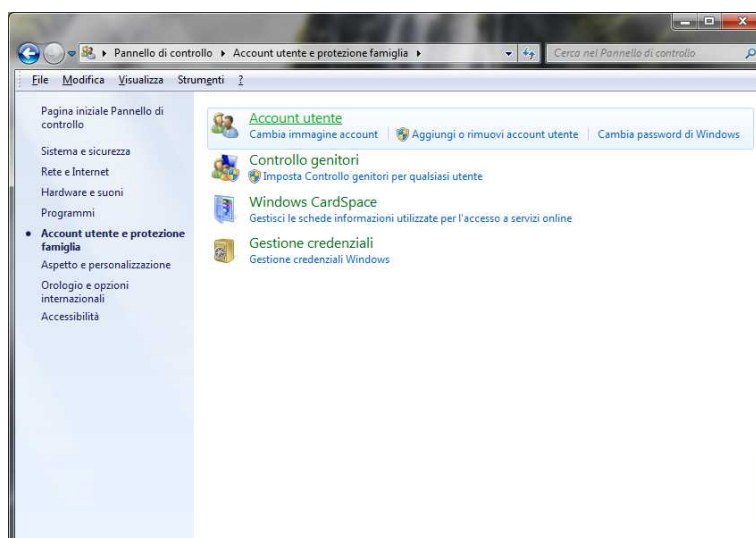 Pannello di controllo Account utente e protezione famiglia
Cerca nel Pannello di controllo
File Modifica Visualizza Strumenti ?
Pagina iniziale Pannello di
controllo
Sistema e sicurezza
Rete e Internet
Hardware e suoni
Programmi
Account utente e protezione
famiglia
Aspetto e personalizzazione
Orologio e opzioni
internazionali
Accessibilità
Account utente
Cambia immagine account Aggiungi o rimuovi account utente Cambia password di Windows
Controllo genitori
Imposta Controllo genitori per qualsiasi utente
Windows CardSpace
Gestisci le schede informazioni utilizzate per l'accesso a servizi online
Gestione credenziali
Gestione credenziali Windows